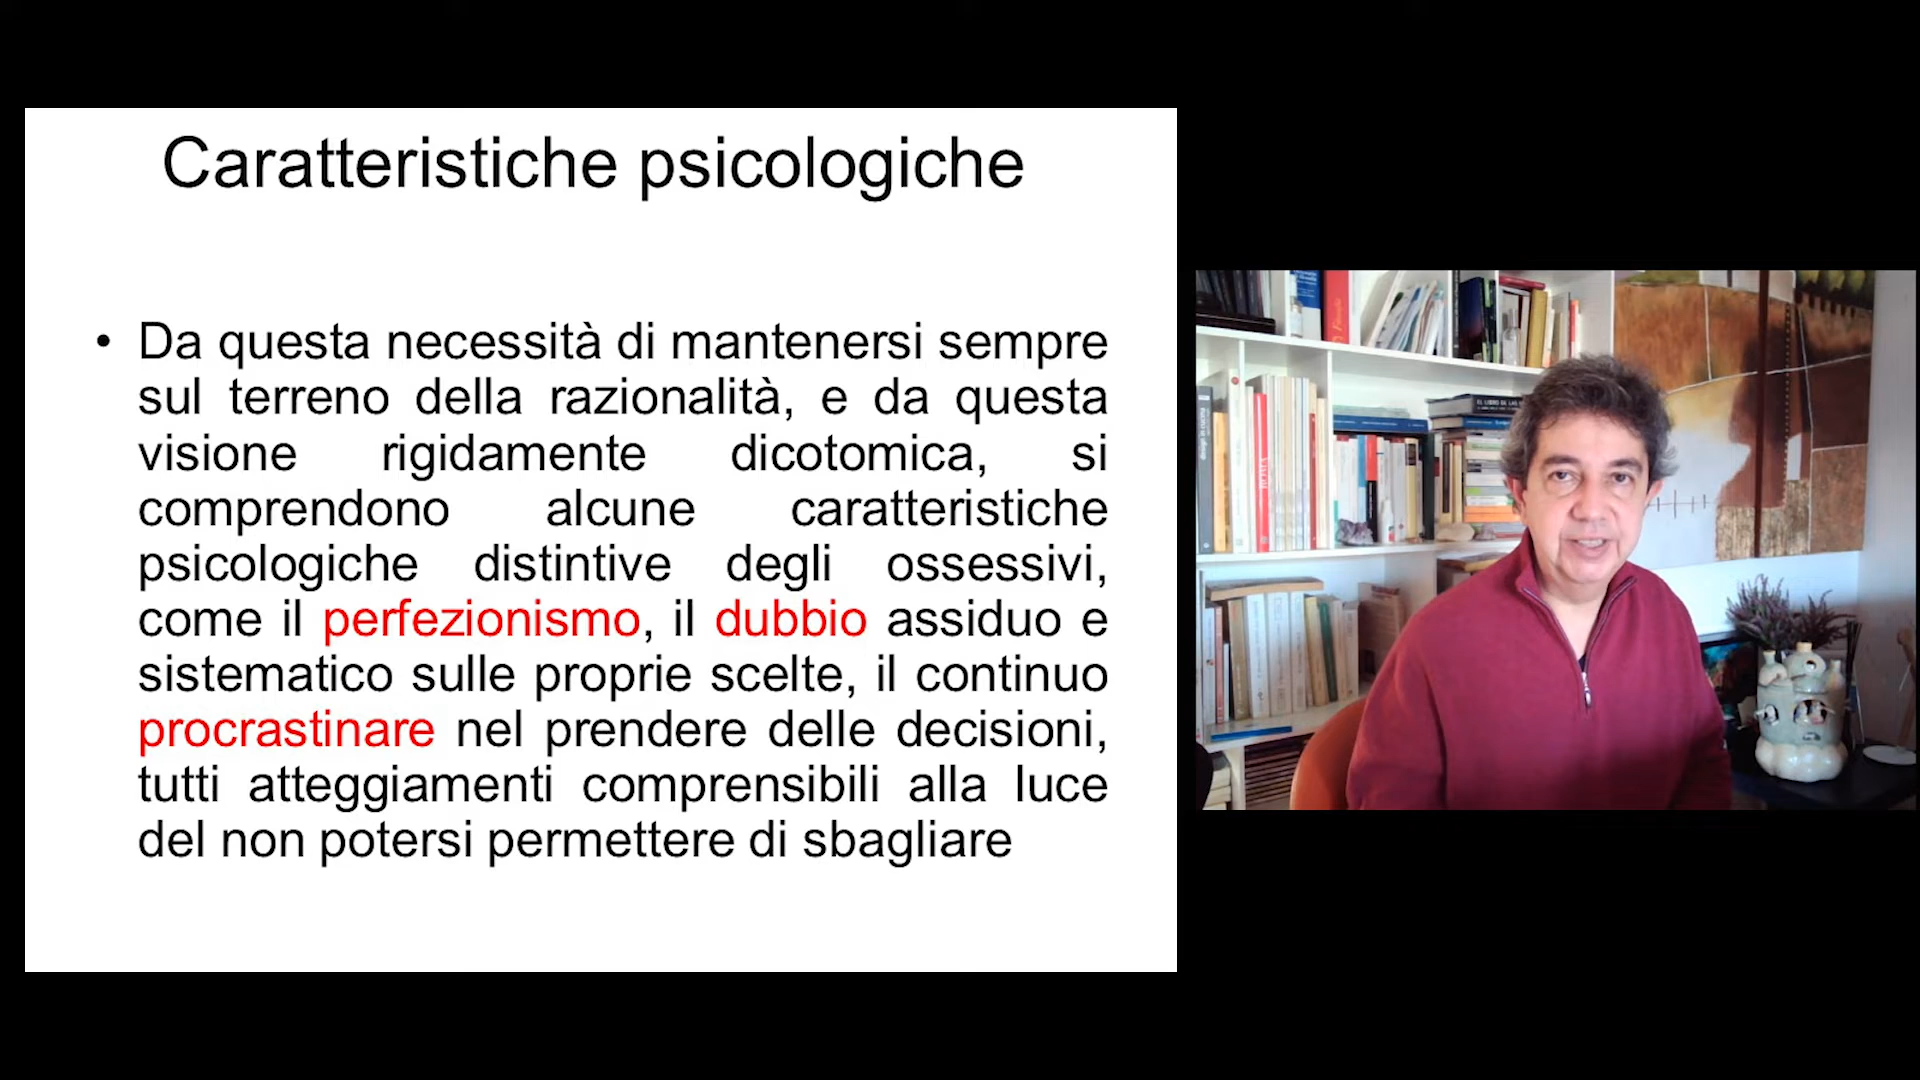 Caratteristiche psicologiche
• Da questa necessità di mantenersi sempre
sul terreno della razionalità, e da questa
visione rigidamente dicotomica, si
comprendono alcune caratteristiche
psicologiche distintive degli ossessivi,
come il perfezionismo, il dubbio assiduo e
sistematico sulle proprie scelte, il continuo
procrastinare nel prendere delle decisioni,
tutti atteggiamenti comprensibili alla luce
del non potersi permettere di sbagliare
ROMA